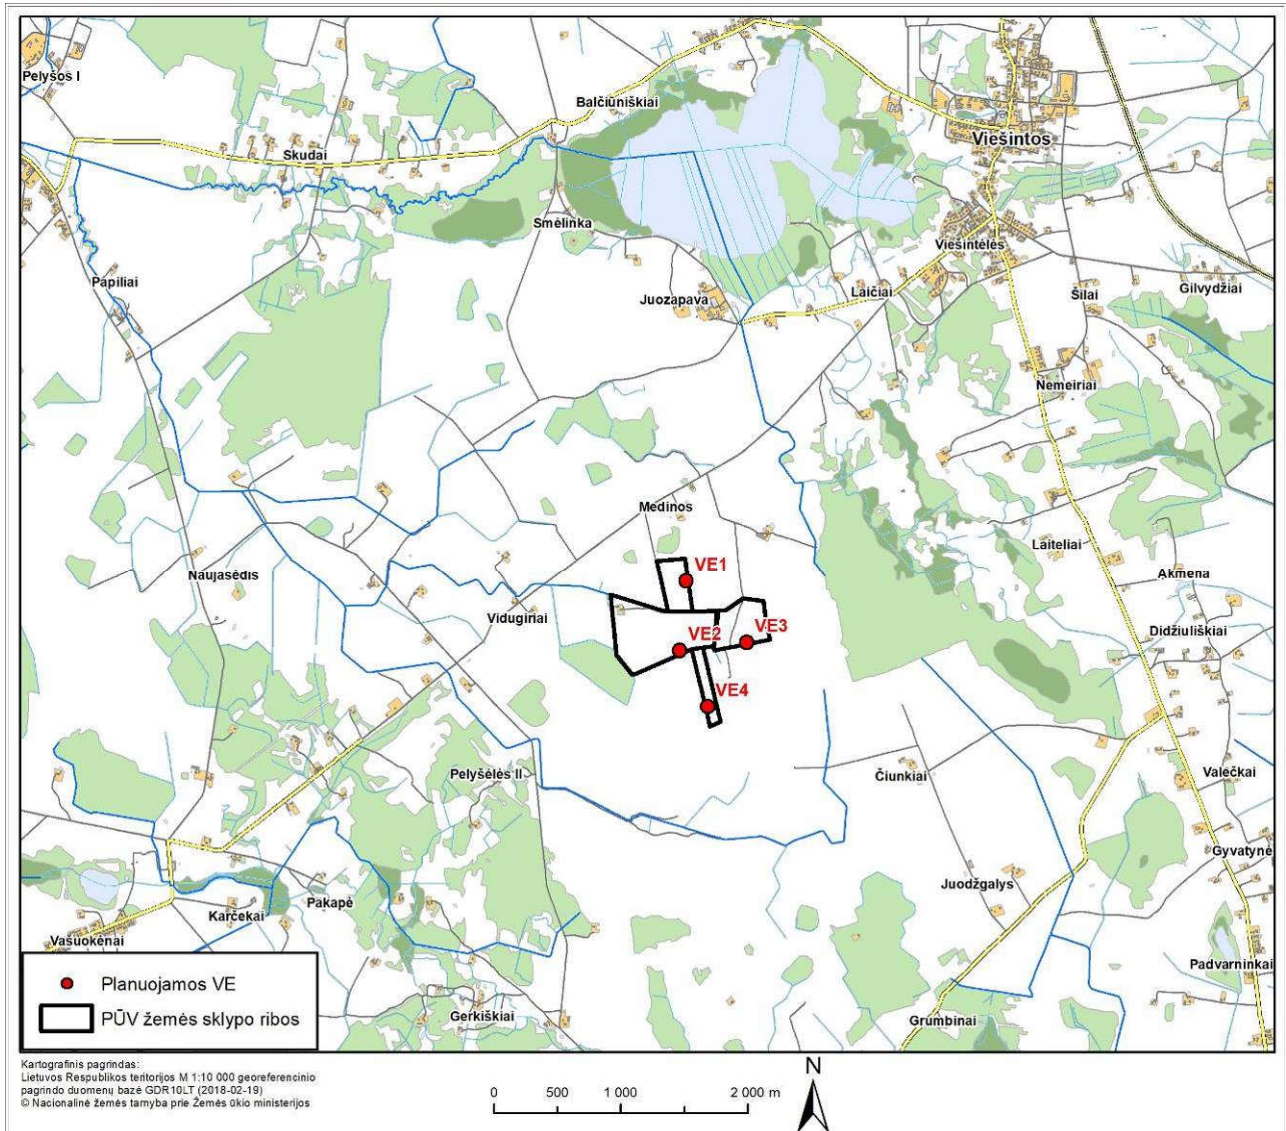 Pelyšos I
Balčiūniškiai
Viešintos
Skudai
Smėlinka
Viešintėlės
Papiliai
Juozapava
Laičiai
Šilai
Gilvydžiai
Nemeiriai
Medinos
Laiteliai
Naujasėdis
VE1
Akmena
Viduginiai
VE2
VE3
Didžiuliškiai
VE4
Pelyšėlės II
Čiunkiai
Valečkai
Gyvatynė
Juodžgalys
Karčekai
Pakapė
Vašuokėnai
Padvarninkai
Gerkiškiai
Grumbinai
Planuojamos VE
PŪV žemės sklypo ribos
Kartografinis pagrindas:
Lietuvos Respublikos teritorijos M 1:10 000 georeferencinio
pagrindo duomenų bazė GDR10LT (2018-02-19)
© Nacionalinė žemės tarnyba prie Žemės ūkio ministerijos
0 500 1 000 2 000 m
N